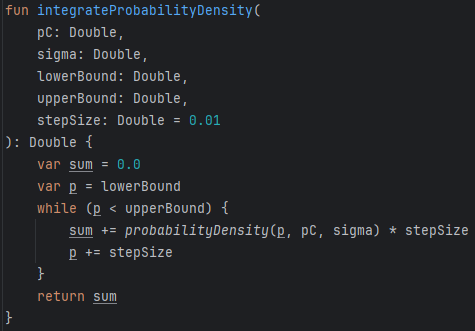 fun integrateProbabilityDensity(
    pC: Double,
    sigma: Double,
    lowerBound: Double,
    upperBound: Double,
    stepSize: Double = 0.01
): Double {
    var sum = 0.0
    var p = lowerBound
    while (p < upperBound) {
        sum += probabilityDensity(p, pC, sigma) * stepSize
        p += stepSize
    }
    return sum
}